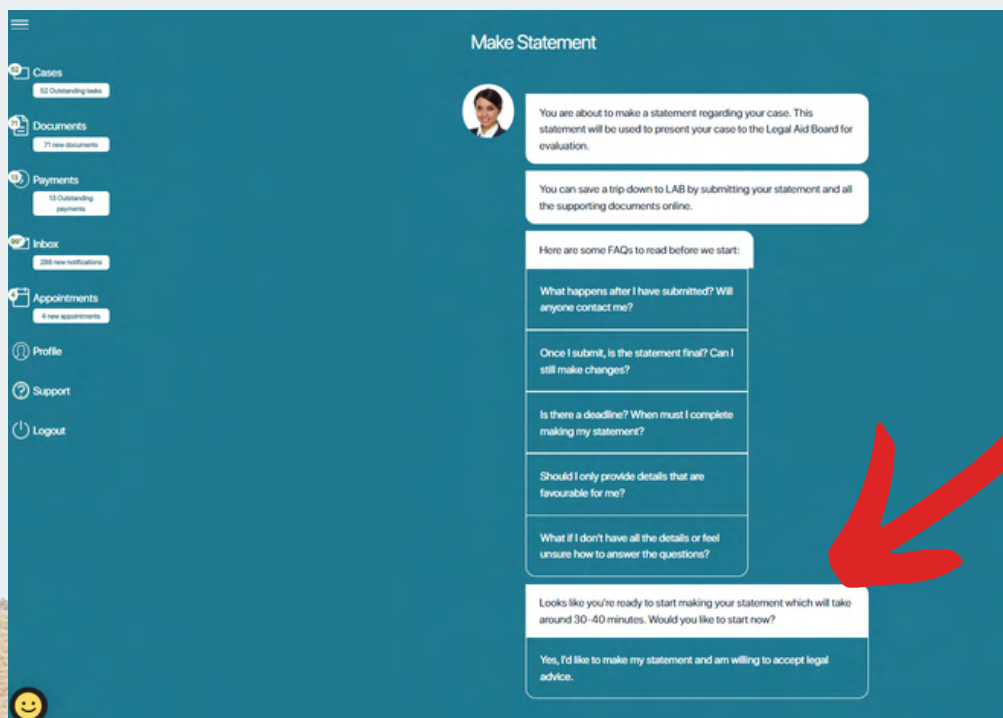 Make Statement
52
Cases
52 Outstanding tasks
71
Documents
71 new documents
13
Payments
13 Outstanding
payments
Inbox
288 new notifications
4
Appointments
4 new appointments
Profile
Support
Logout
You are about to make a statement regarding your case. This
statement will be used to present your case to the Legal Aid Board for
evaluation.
You can save a trip down to LAB by submitting your statement and all
the supporting documents online.
Here are some FAQs to read before we start:
What happens after I have submitted? Will
anyone contact me?
Once I submit, is the statement final? Can I
still make changes?
Is there a deadline? When must I complete
making my statement?
Should I only provide details that are
favourable for me?
What if I don't have all the details or feel
unsure how to answer the questions?
Looks like you're ready to start making your statement which will take
around 30-40 minutes. Would you like to start now?
Yes, I'd like to make my statement and am willing to accept legal
advice.